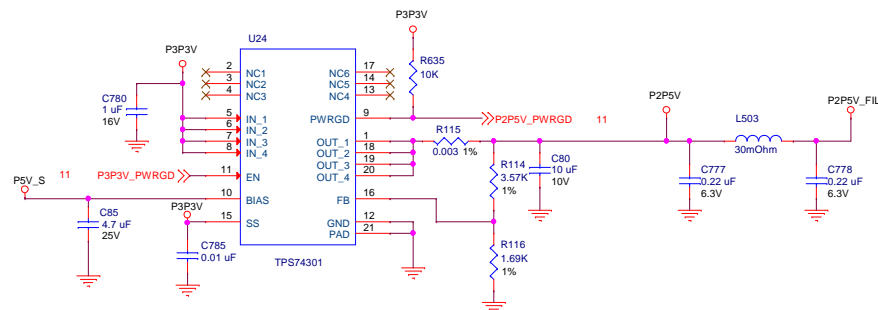 P3P3V
C780
1 uF
16V
U24
2 NC1
3 NC2
4 NC3
5 IN_1
6 IN_2
7 IN_3
8 IN_4
11 EN
10 BIAS
15 SS
NC6 17
NC5 14
NC4 13
PWRGD 9
OUT_1 1
OUT_2 18
OUT_3 19
OUT_4 20
FB 16
GND 12
PAD 21
TPS74301
11 P3P3V_PWRGD
P5V_S
C85
4.7 uF
25V
P3P3V
C785
0.01 uF
P3P3V
R635
10K
P2P5V_PWRGD 11
R115
0.003 1%
R114
3.57K
1%
C80
10 uF
10V
R116
1.69K
1%
P2P5V
L503
30mOhm
P2P5V_FIL
C777
0.22 uF
6.3V
C778
0.22 uF
6.3V